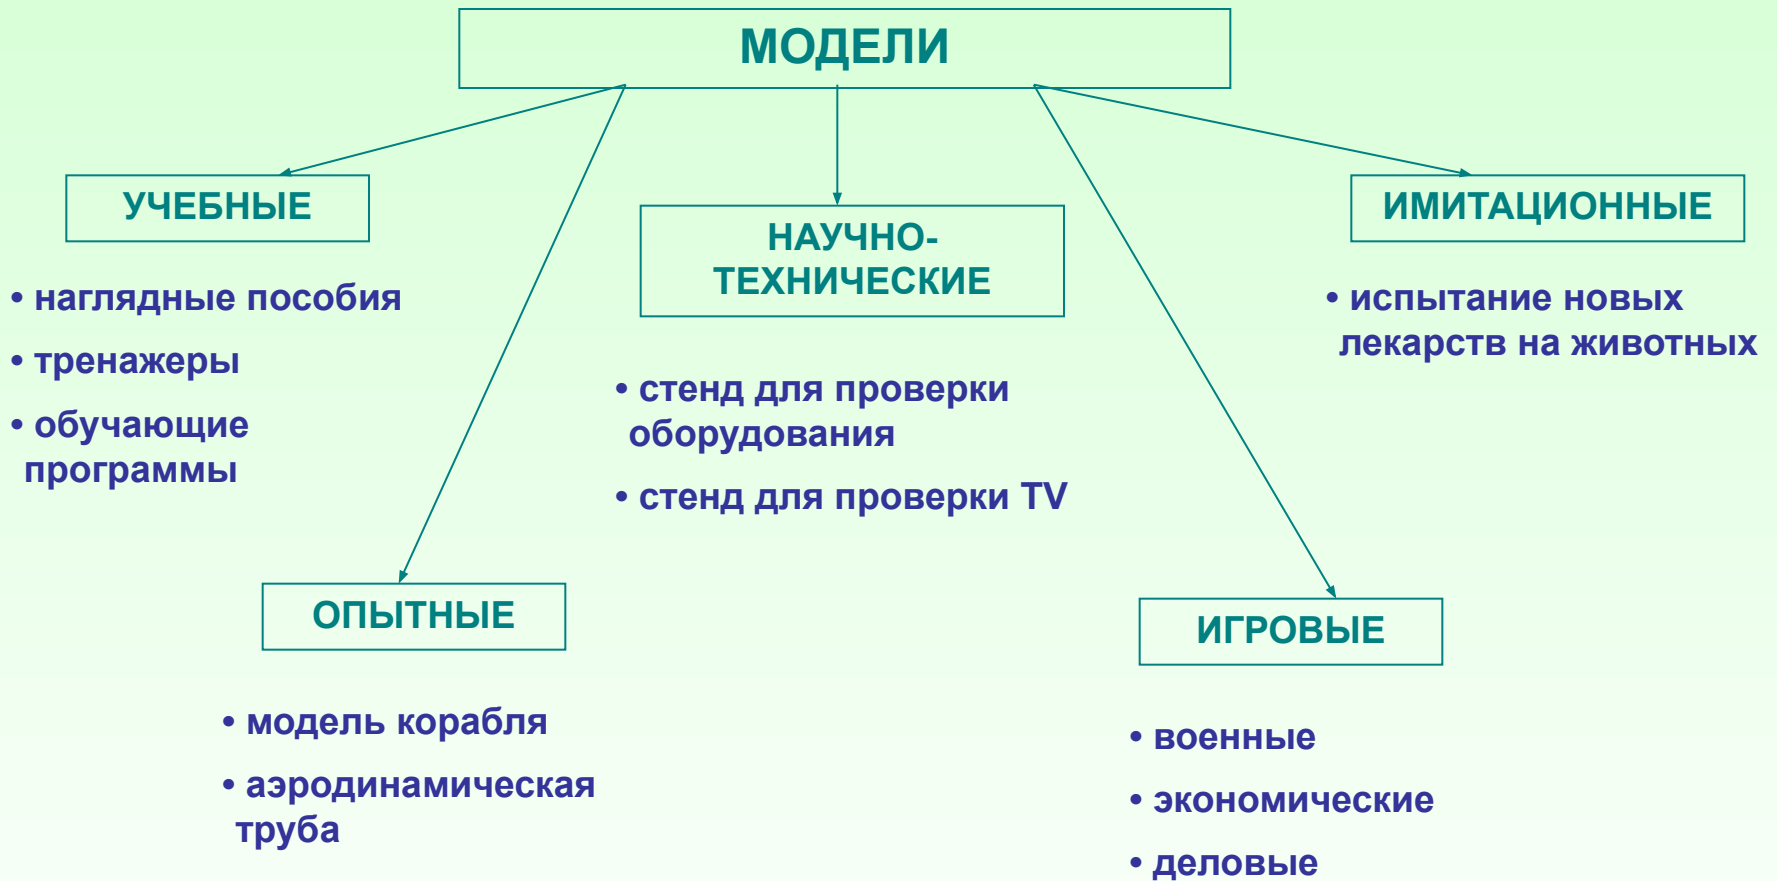 МОДЕЛИ
УЧЕБНЫЕ
• наглядные пособия
• тренажеры
• обучающие
программы
НАУЧНО-
ТЕХНИЧЕСКИЕ
• стенд для проверки
оборудования
• стенд для проверки TV
ИМИТАЦИОННЫЕ
• испытание новых
лекарств на животных
ОПЫТНЫЕ
• модель корабля
• аэродинамическая
труба
ИГРОВЫЕ
• военные
• экономические
• деловые